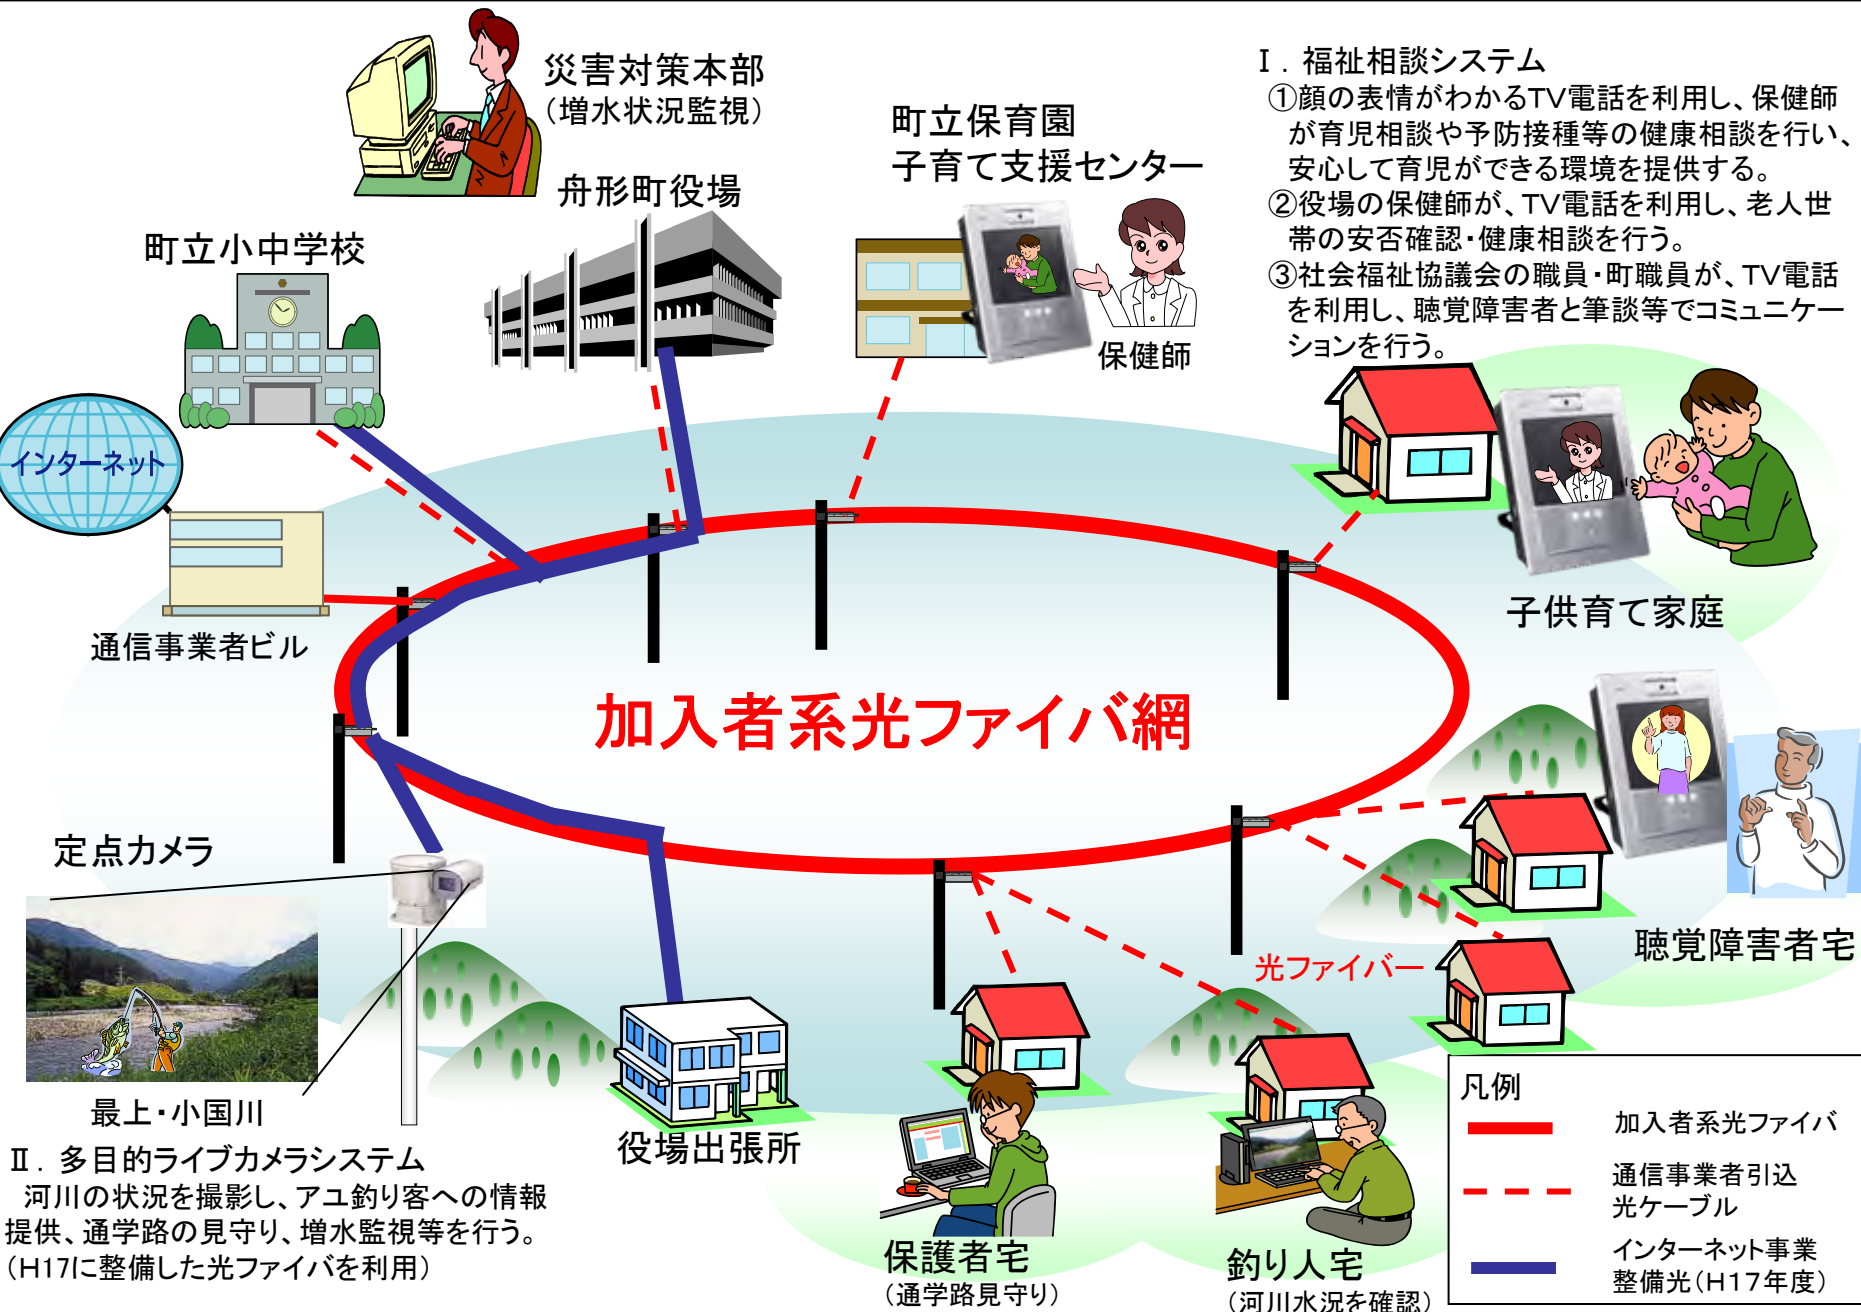 災害対策本部
（増水状況監視）
舟形町役場
町立小中学校
インターネット
通信事業者ビル
町立保育園
子育て支援センター
保健師
Ⅰ．福祉相談システム
①顔の表情がわかるTV電話を利用し、保健師
が育児相談や予防接種等の健康相談を行い、
安心して育児ができる環境を提供する。
②役場の保健師が、TV電話を利用し、老人世
帯の安否確認・健康相談を行う。
③社会福祉協議会の職員・町職員が、TV電話
を利用し、聴覚障害者と筆談等でコミュニケー
ションを行う。
子供育て家庭
加入者系光ファイバ網
定点カメラ
聴覚障害者宅
光ファイバー
最上・小国川
Ⅱ．多目的ライブカメラシステム
河川の状況を撮影し、アユ釣り客への情報
提供、通学路の見守り、増水監視等を行う。
（H17に整備した光ファイバを利用）
役場出張所
保護者宅
（通学路見守り）
釣り人宅
（河川水況を確認）
凡例
加入者系光ファイバ
通信事業者引込
光ケーブル
インターネット事業
整備光（H17年度）